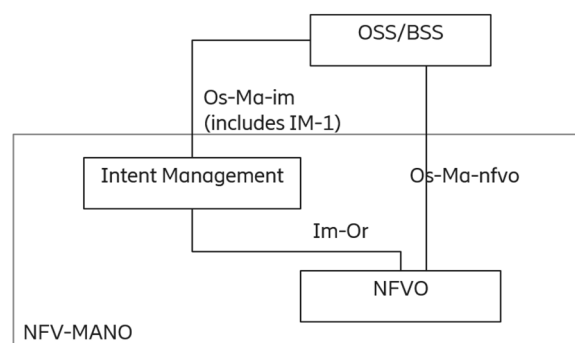 OSS/BSS
Os-Ma-im
(includes IM-1)
Intent Management
Os-Ma-nfvo
Im-Or
NFVO
NFV-MANO